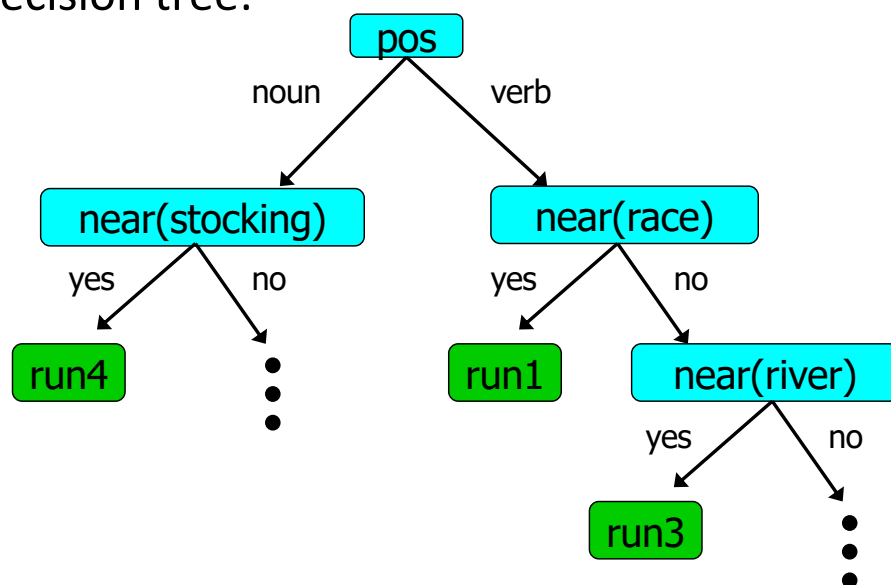 ecision tree:
pos
noun verb
near(stocking) near(race)
yes no yes no
run4 run1 near(river)
yes no
run3